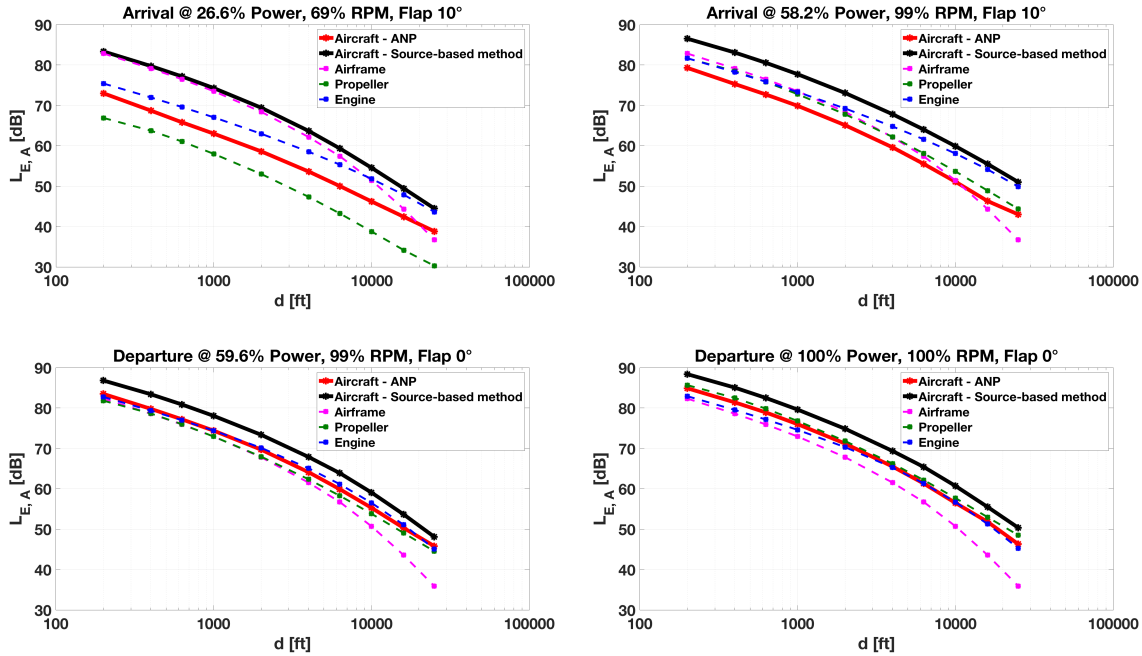 Arrival @ 26.6% Power, 69% RPM, Flap 10°
90
80
70
60
50
40
30
L_E, A [dB]
100
1000
10000
100000
d [ft]
Aircraft - ANP
Aircraft - Source-based method
Airframe
Propeller
Engine
Arrival @ 58.2% Power, 99% RPM, Flap 10°
90
80
70
60
50
40
30
L_E, A [dB]
100
1000
10000
100000
d [ft]
Aircraft - ANP
Aircraft - Source-based method
Airframe
Propeller
Engine
Departure @ 59.6% Power, 99% RPM, Flap 0°
90
80
70
60
50
40
30
L_E, A [dB]
100
1000
10000
100000
d [ft]
Aircraft - ANP
Aircraft - Source-based method
Airframe
Propeller
Engine
Departure @ 100% Power, 100% RPM, Flap 0°
90
80
70
60
50
40
30
L_E, A [dB]
100
1000
10000
100000
d [ft]
Aircraft - ANP
Aircraft - Source-based method
Airframe
Propeller
Engine